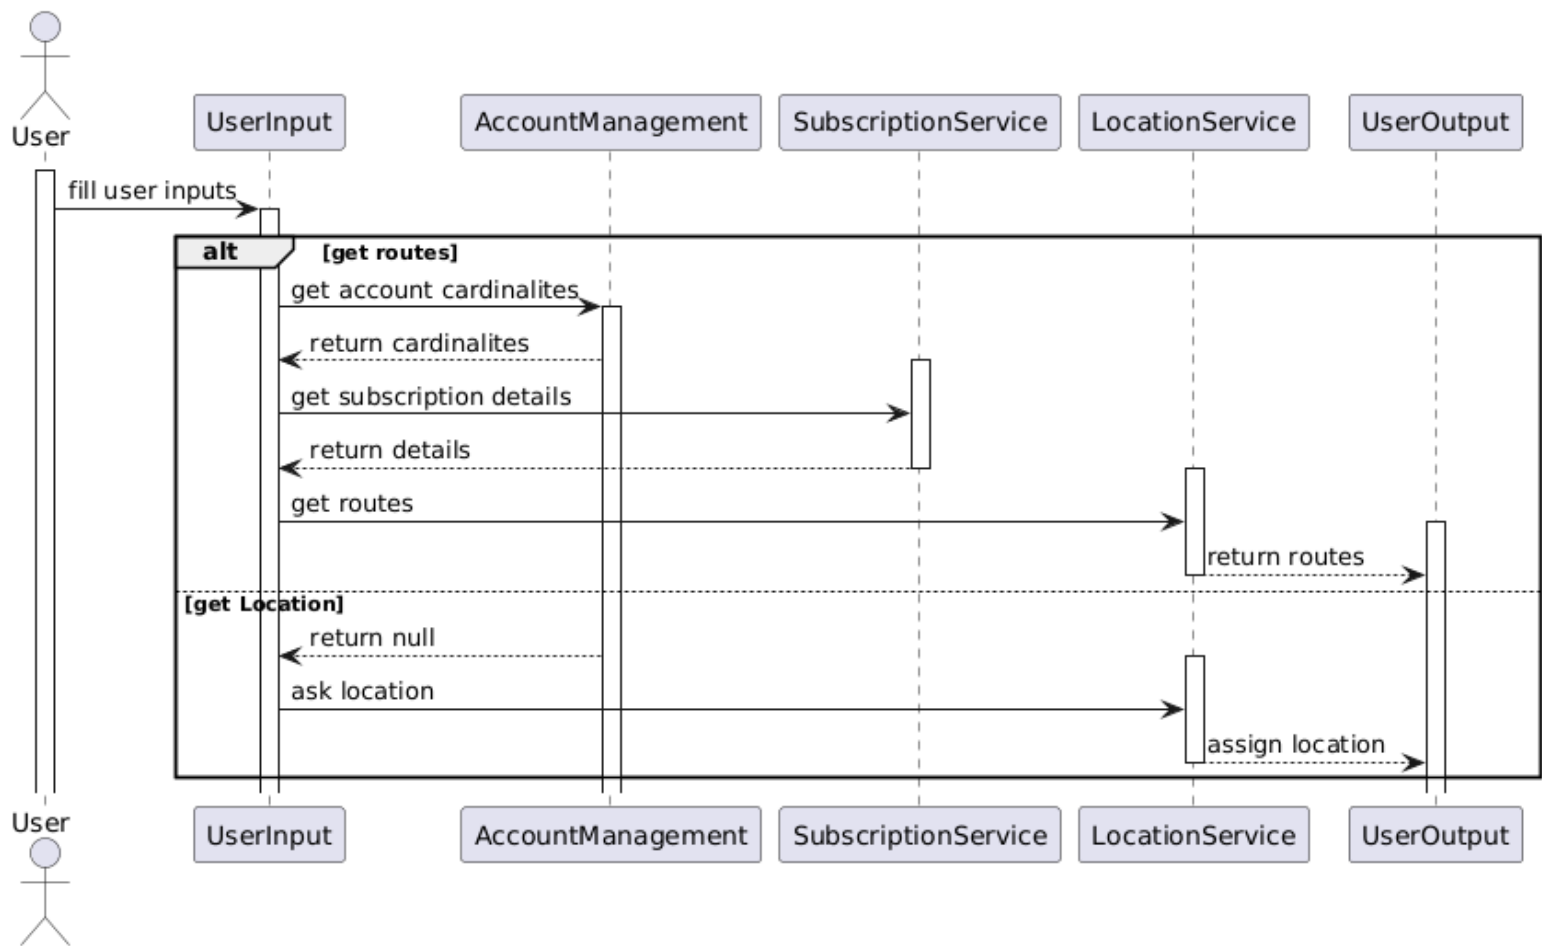 User
UserInput
AccountManagement
SubscriptionService
LocationService
UserOutput
fill user inputs
alt
[get routes]
get account cardinalites
return cardinalites
get subscription details
return details
get routes
return routes
[get Location]
return null
ask location
assign location
User
UserInput
AccountManagement
SubscriptionService
LocationService
UserOutput